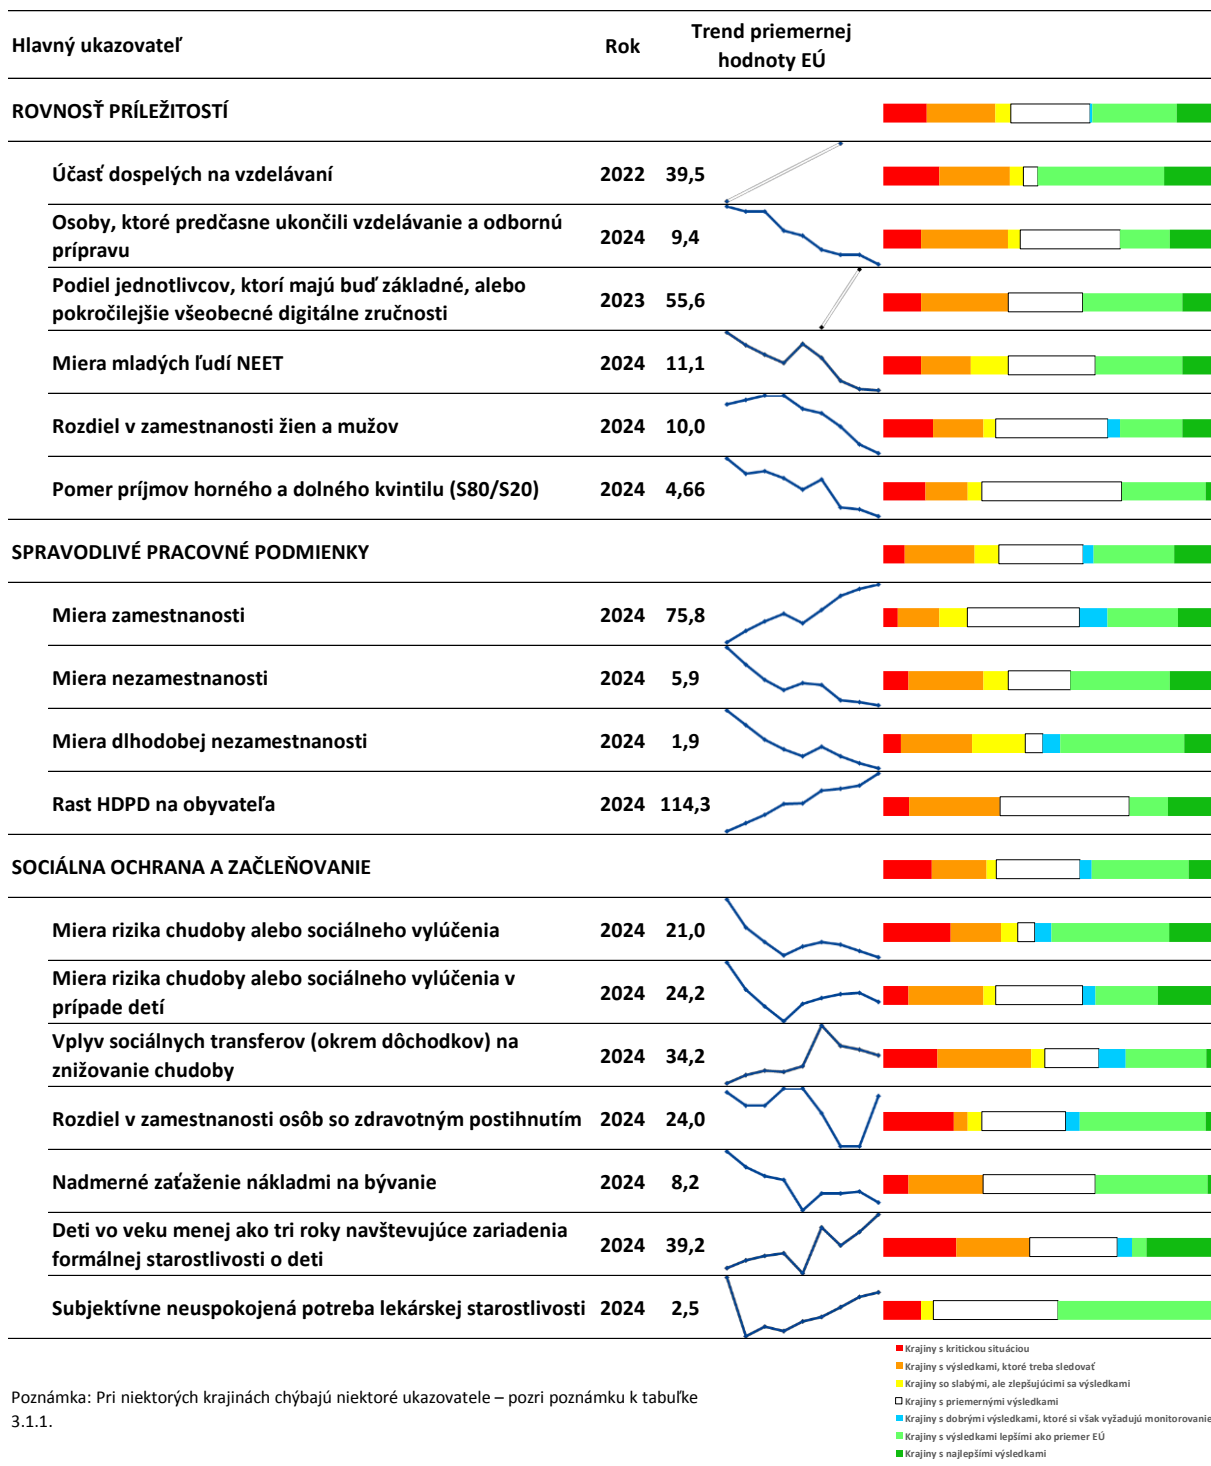 Hlavný ukazovateľ Rok Trend priemernej
hodnoty EÚ
ROVNOSŤ PRÍLEŽITOSTÍ
Účasť dospelých na vzdelávaní 2022 39,5
Osoby, ktoré predčasne ukončili vzdelávanie a odbornú
prípravu 2024 9,4
Podiel jednotlivcov, ktorí majú buď základné, alebo
pokročilejšie všeobecné digitálne zručnosti 2023 55,6
Miera mladých ľudí NEET 2024 11,1
Rozdiel v zamestnanosti žien a mužov 2024 10,0
Pomer príjmov horného a dolného kvintilu (S80/S20) 2024 4,66
SPRAVODLIVÉ PRACOVNÉ PODMIENKY
Miera zamestnanosti 2024 75,8
Miera nezamestnanosti 2024 5,9
Miera dlhodobej nezamestnanosti 2024 1,9
Rast HDPD na obyvateľa 2024 114,3
SOCIÁLNA OCHRANA A ZAČLEŇOVANIE
Miera rizika chudoby alebo sociálneho vylúčenia 2024 21,0
Miera rizika chudoby alebo sociálneho vylúčenia v
prípade detí 2024 24,2
Vplyv sociálnych transferov (okrem dôchodkov) na
znižovanie chudoby 2024 34,2
Rozdiel v zamestnanosti osôb so zdravotným postihnutím 2024 24,0
Nadmerné zaťaženie nákladmi na bývanie 2024 8,2
Deti vo veku menej ako tri roky navštevujúce zariadenia
formálnej starostlivosti o deti 2024 39,2
Subjektívne neuspokojená potreba lekárskej starostlivosti 2024 2,5
Krajiny s kritickou situáciou
Krajiny s výsledkami, ktoré treba sledovať
Krajiny so slabými, ale zlepšujúcimi sa výsledkami
Krajiny s priemernými výsledkami
Krajiny s dobrými výsledkami, ktoré si však vyžadujú monitorovanie
Krajiny s výsledkami lepšími ako priemer EÚ
Krajiny s najlepšími výsledkami
Poznámka: Pri niektorých krajinách chýbajú niektoré ukazovatele – pozri poznámku k tabuľke
3.1.1.